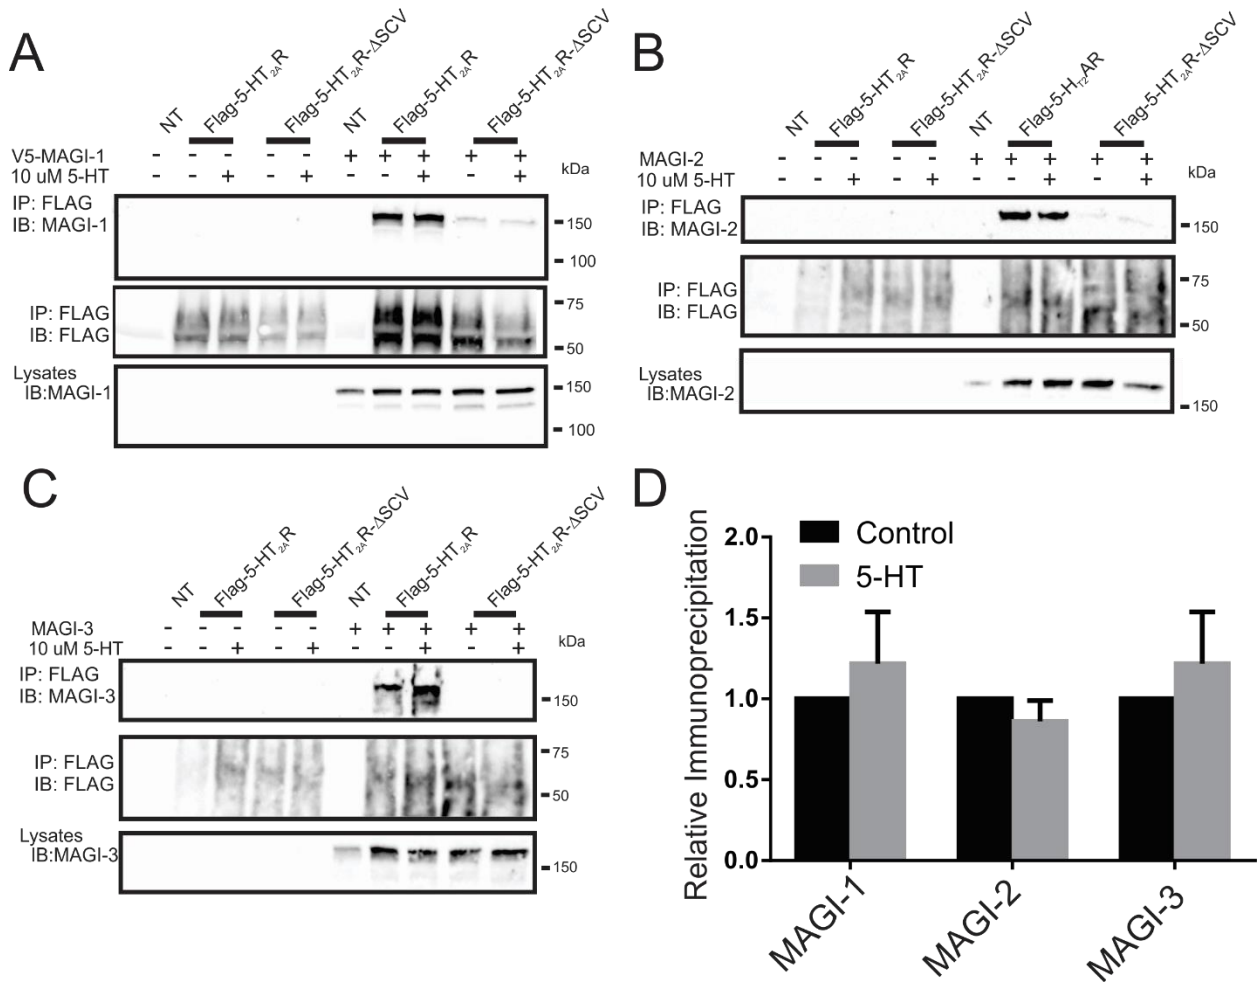 A
NT Flag-5-HT2AR Flag-5-HT2AR-ΔSCV NT Flag-5-HT2AR Flag-5-HT2AR-ΔSCV
V5-MAGI-1 - - - - - + + + + +
10 uM 5-HT - - + - + - - + - +
kDa
IP: FLAG
IB: MAGI-1
150
100
IP: FLAG
IB: FLAG
75
50
Lysates
IB:MAGI-1
150
100
B
NT Flag-5-HT2AR Flag-5-HT2AR-ΔSCV NT Flag-5-HT2AR Flag-5-HT2AR-ΔSCV
MAGI-2 - - - - - + + + + +
10 uM 5-HT - - + - + - - + - +
kDa
IP: FLAG
IB: MAGI-2
150
IP: FLAG
IB: FLAG
75
50
Lysates
IB:MAGI-2
150
C
NT Flag-5-HT2AR Flag-5-HT2AR-ΔSCV NT Flag-5-HT2AR Flag-5-HT2AR-ΔSCV
MAGI-3 - - - - - + + + + +
10 uM 5-HT - - + - + - - + - +
kDa
IP: FLAG
IB: MAGI-3
150
IP: FLAG
IB: FLAG
75
50
Lysates
IB:MAGI-3
150
D
Relative Immunoprecipitation
2.0
1.5
1.0
0.5
0.0
Control
5-HT
MAGI-1
MAGI-2
MAGI-3